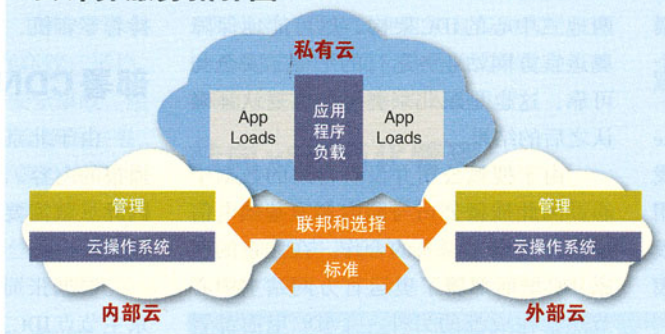 私有云
App Loads
应用程序负载
App Loads
管理
云操作系统
联邦和选择
标准
管理
云操作系统
内部云
外部云